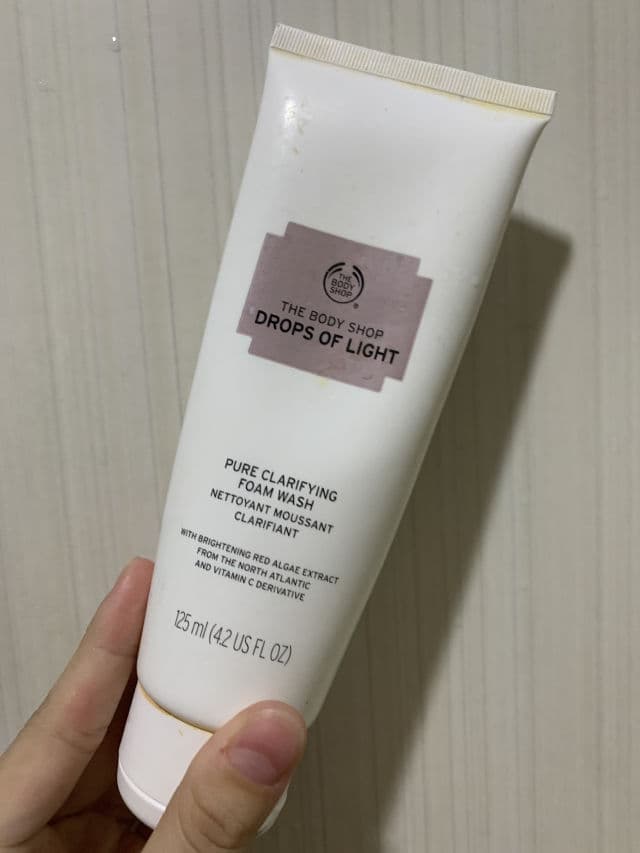 THE
BODY
SHOP
®
THE BODY SHOP
DROPS OF LIGHT
PURE CLARIFYING
FOAM WASH
NETTOYANT MOUSSANT
CLARIFIANT
WITH BRIGHTENING RED ALGAE EXTRACT
FROM THE NORTH ATLANTIC
AND VITAMIN C DERIVATIVE
125 ml (4.2 US FL OZ)